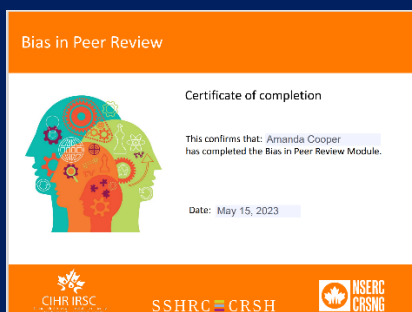 Bias in Peer Review
Certificate of completion
This confirms that: Amanda Cooper
has completed the Bias in Peer Review Module.
Date: May 15, 2023
CIHR IRSC
SSHRC CRSH
NSERC
CRSNG